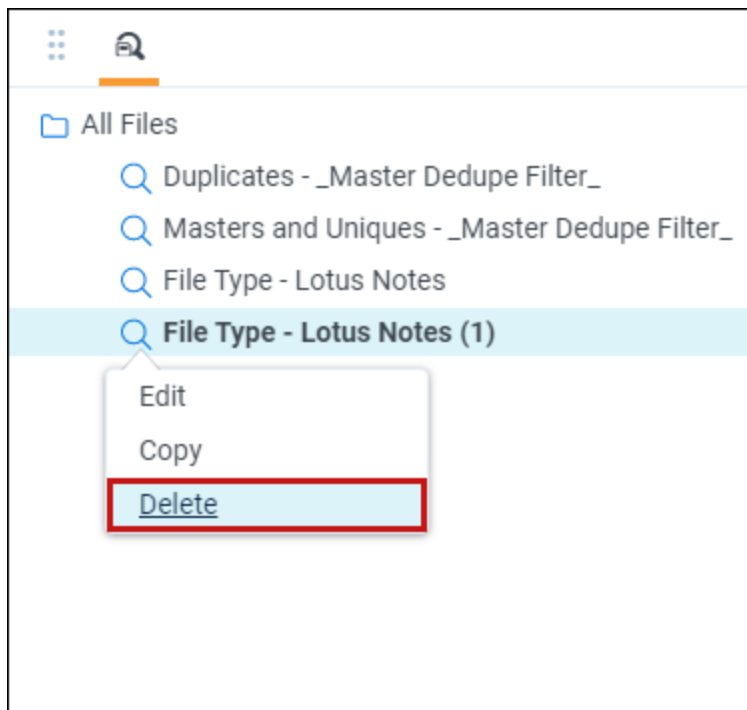 All Files
Duplicates - _Master Dedupe Filter_
Masters and Uniques - _Master Dedupe Filter_
File Type - Lotus Notes
File Type - Lotus Notes (1)
Edit
Copy
Delete